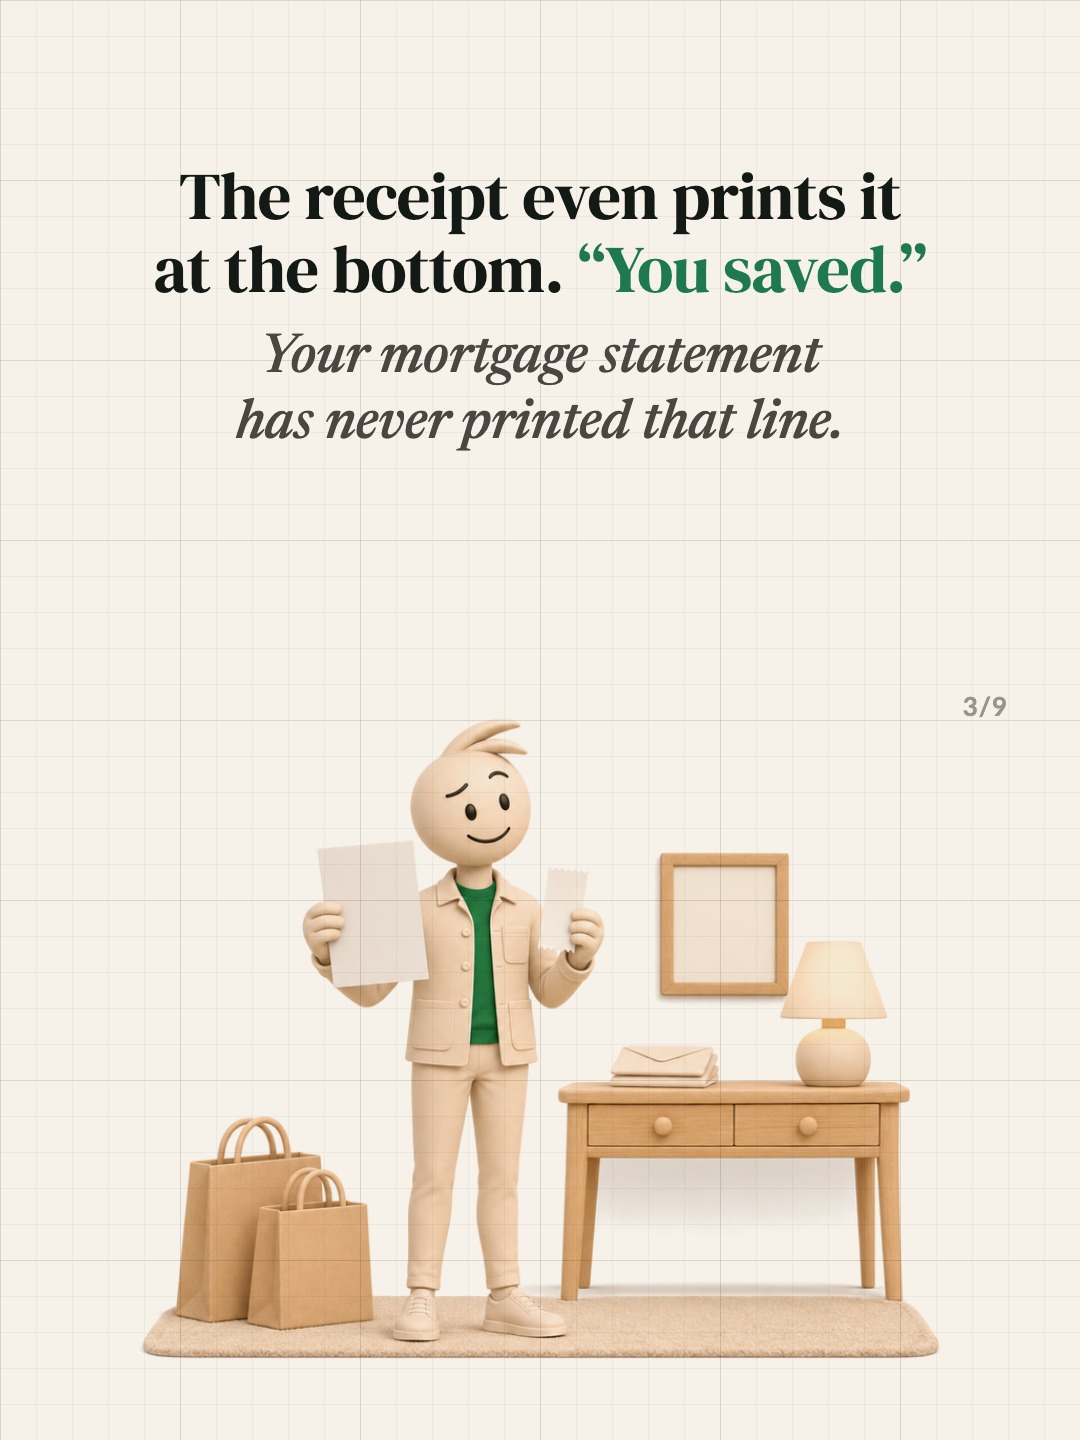 The receipt even prints it
at the bottom. “You saved.”
Your mortgage statement
has never printed that line.
3/9